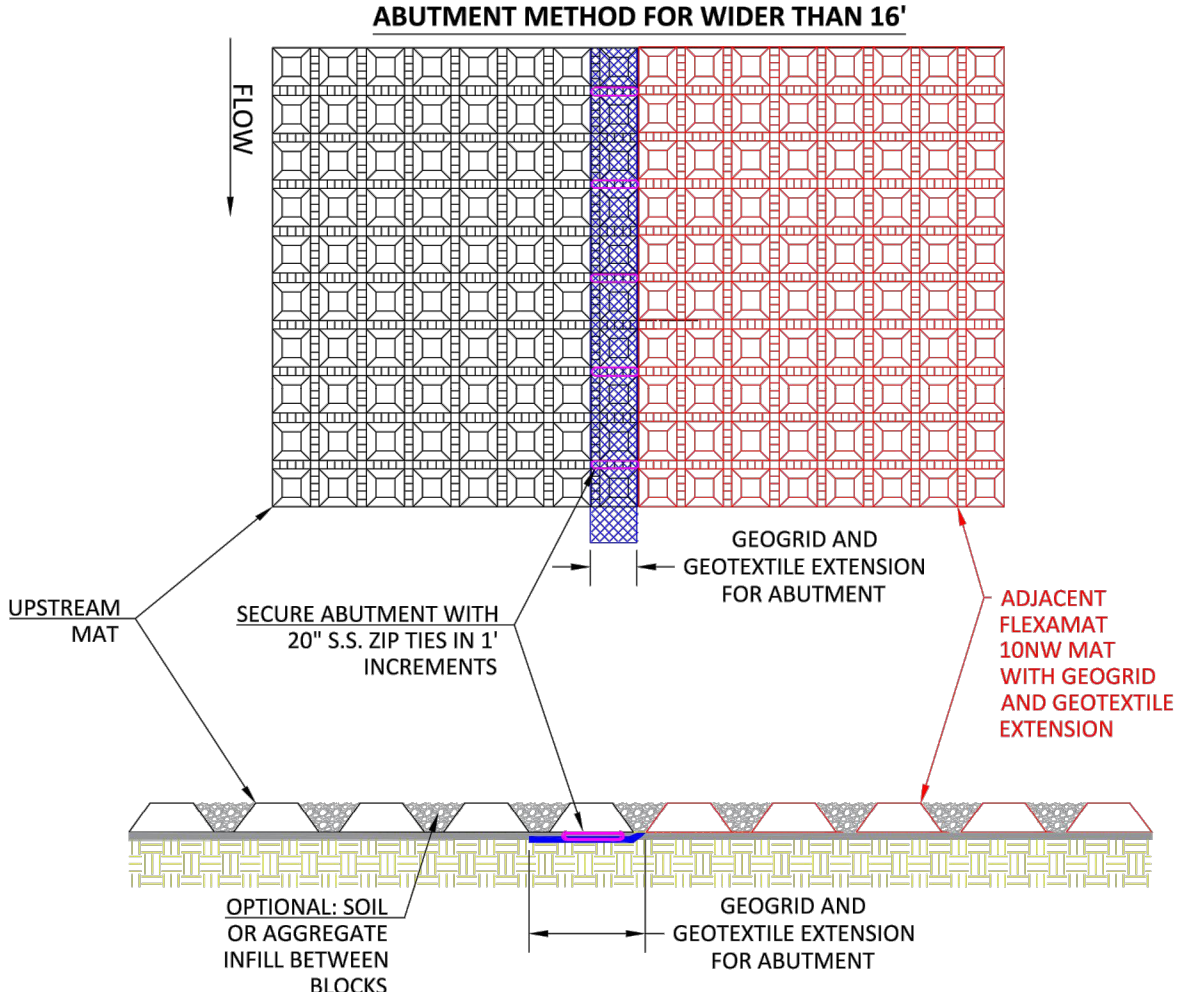 ABUTMENT METHOD FOR WIDER THAN 16'
FLOW
GEOGRID AND
GEOTEXTILE EXTENSION
FOR ABUTMENT
UPSTREAM
MAT
SECURE ABUTMENT WITH
20" S.S. ZIP TIES IN 1'
INCREMENTS
ADJACENT
FLEXAMAT
10NW MAT
WITH GEOGRID
AND GEOTEXTILE
EXTENSION
OPTIONAL: SOIL
OR AGGREGATE
INFILL BETWEEN
BLOCKS
GEOGRID AND
GEOTEXTILE EXTENSION
FOR ABUTMENT